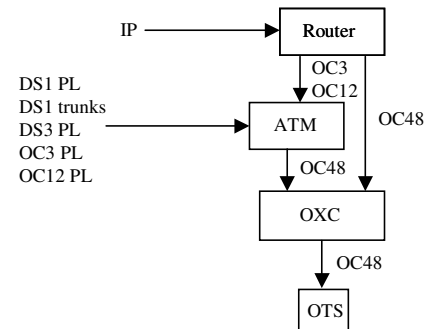 IP
Router
OC3
OC12
DS1 PL
DS1 trunks
DS3 PL
OC3 PL
OC12 PL
ATM
OC48
OC48
OXC
OC48
OTS